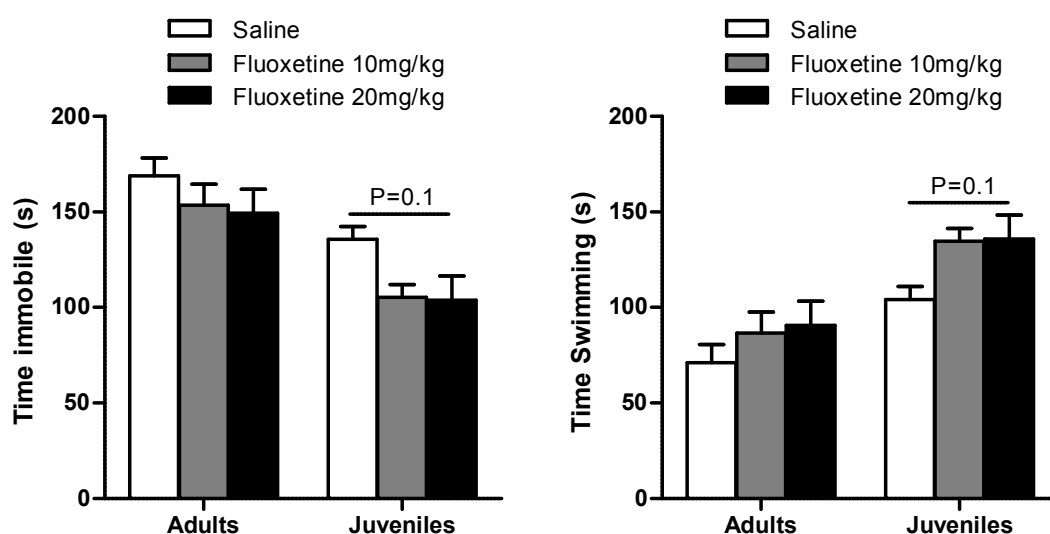 Saline
Fluoxetine 10mg/kg
Fluoxetine 20mg/kg
200
150
100
50
0
Time immobile (s)
P=0.1
Adults
Juveniles
Saline
Fluoxetine 10mg/kg
Fluoxetine 20mg/kg
200
150
100
50
0
Time Swimming (s)
P=0.1
Adults
Juveniles